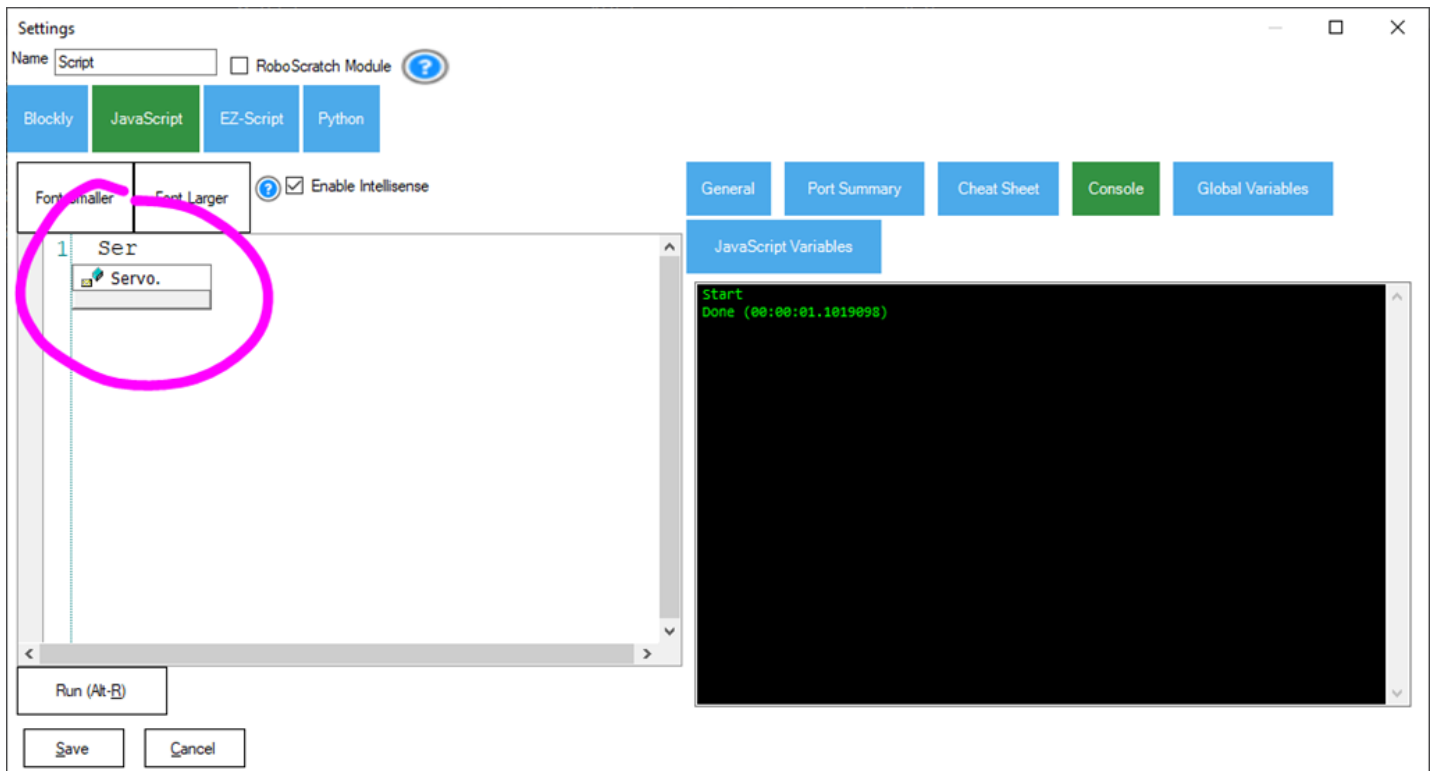 Settings
Name Script RoboScratch Module ?
Blockly JavaScript EZ-Script Python
Font Smaller Font Larger ? Enable Intellisense
1 Ser
Servo.
Run (Alt-R)
Save Cancel
General Port Summary Cheat Sheet Console Global Variables
JavaScript Variables
Start
Done (00:00:01.1019098)